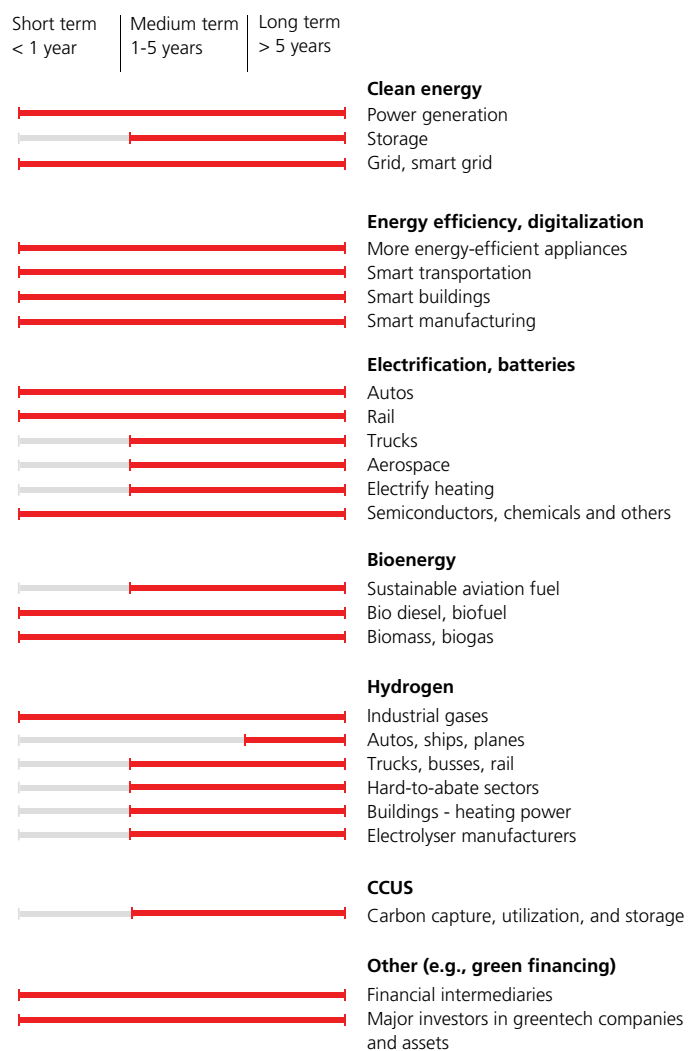 Short term
< 1 year
Medium term
1-5 years
Long term
> 5 years
Clean energy
Power generation
Storage
Grid, smart grid
Energy efficiency, digitalization
More energy-efficient appliances
Smart transportation
Smart buildings
Smart manufacturing
Electrification, batteries
Autos
Rail
Trucks
Aerospace
Electrify heating
Semiconductors, chemicals and others
Bioenergy
Sustainable aviation fuel
Bio diesel, biofuel
Biomass, biogas
Hydrogen
Industrial gases
Autos, ships, planes
Trucks, busses, rail
Hard-to-abate sectors
Buildings - heating power
Electrolyser manufacturers
CCUS
Carbon capture, utilization, and storage
Other (e.g., green financing)
Financial intermediaries
Major investors in greentech companies
and assets